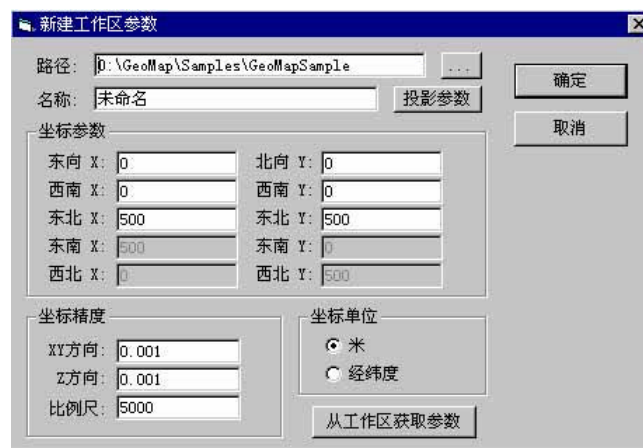 新建工作区参数
路径: D:\GeoMap\Samples\GeoMapSample ...
名称: 未命名 投影参数
确定
取消
坐标参数
东向 X: 0 北向 Y: 0
西南 X: 0 西南 Y: 0
东北 X: 500 东北 Y: 500
东南 X: 500 东南 Y: 0
西北 X: 0 西北 Y: 500
坐标精度
XY方向: 0.001
Z方向: 0.001
比例尺: 5000
坐标单位
米
经纬度
从工作区获取参数